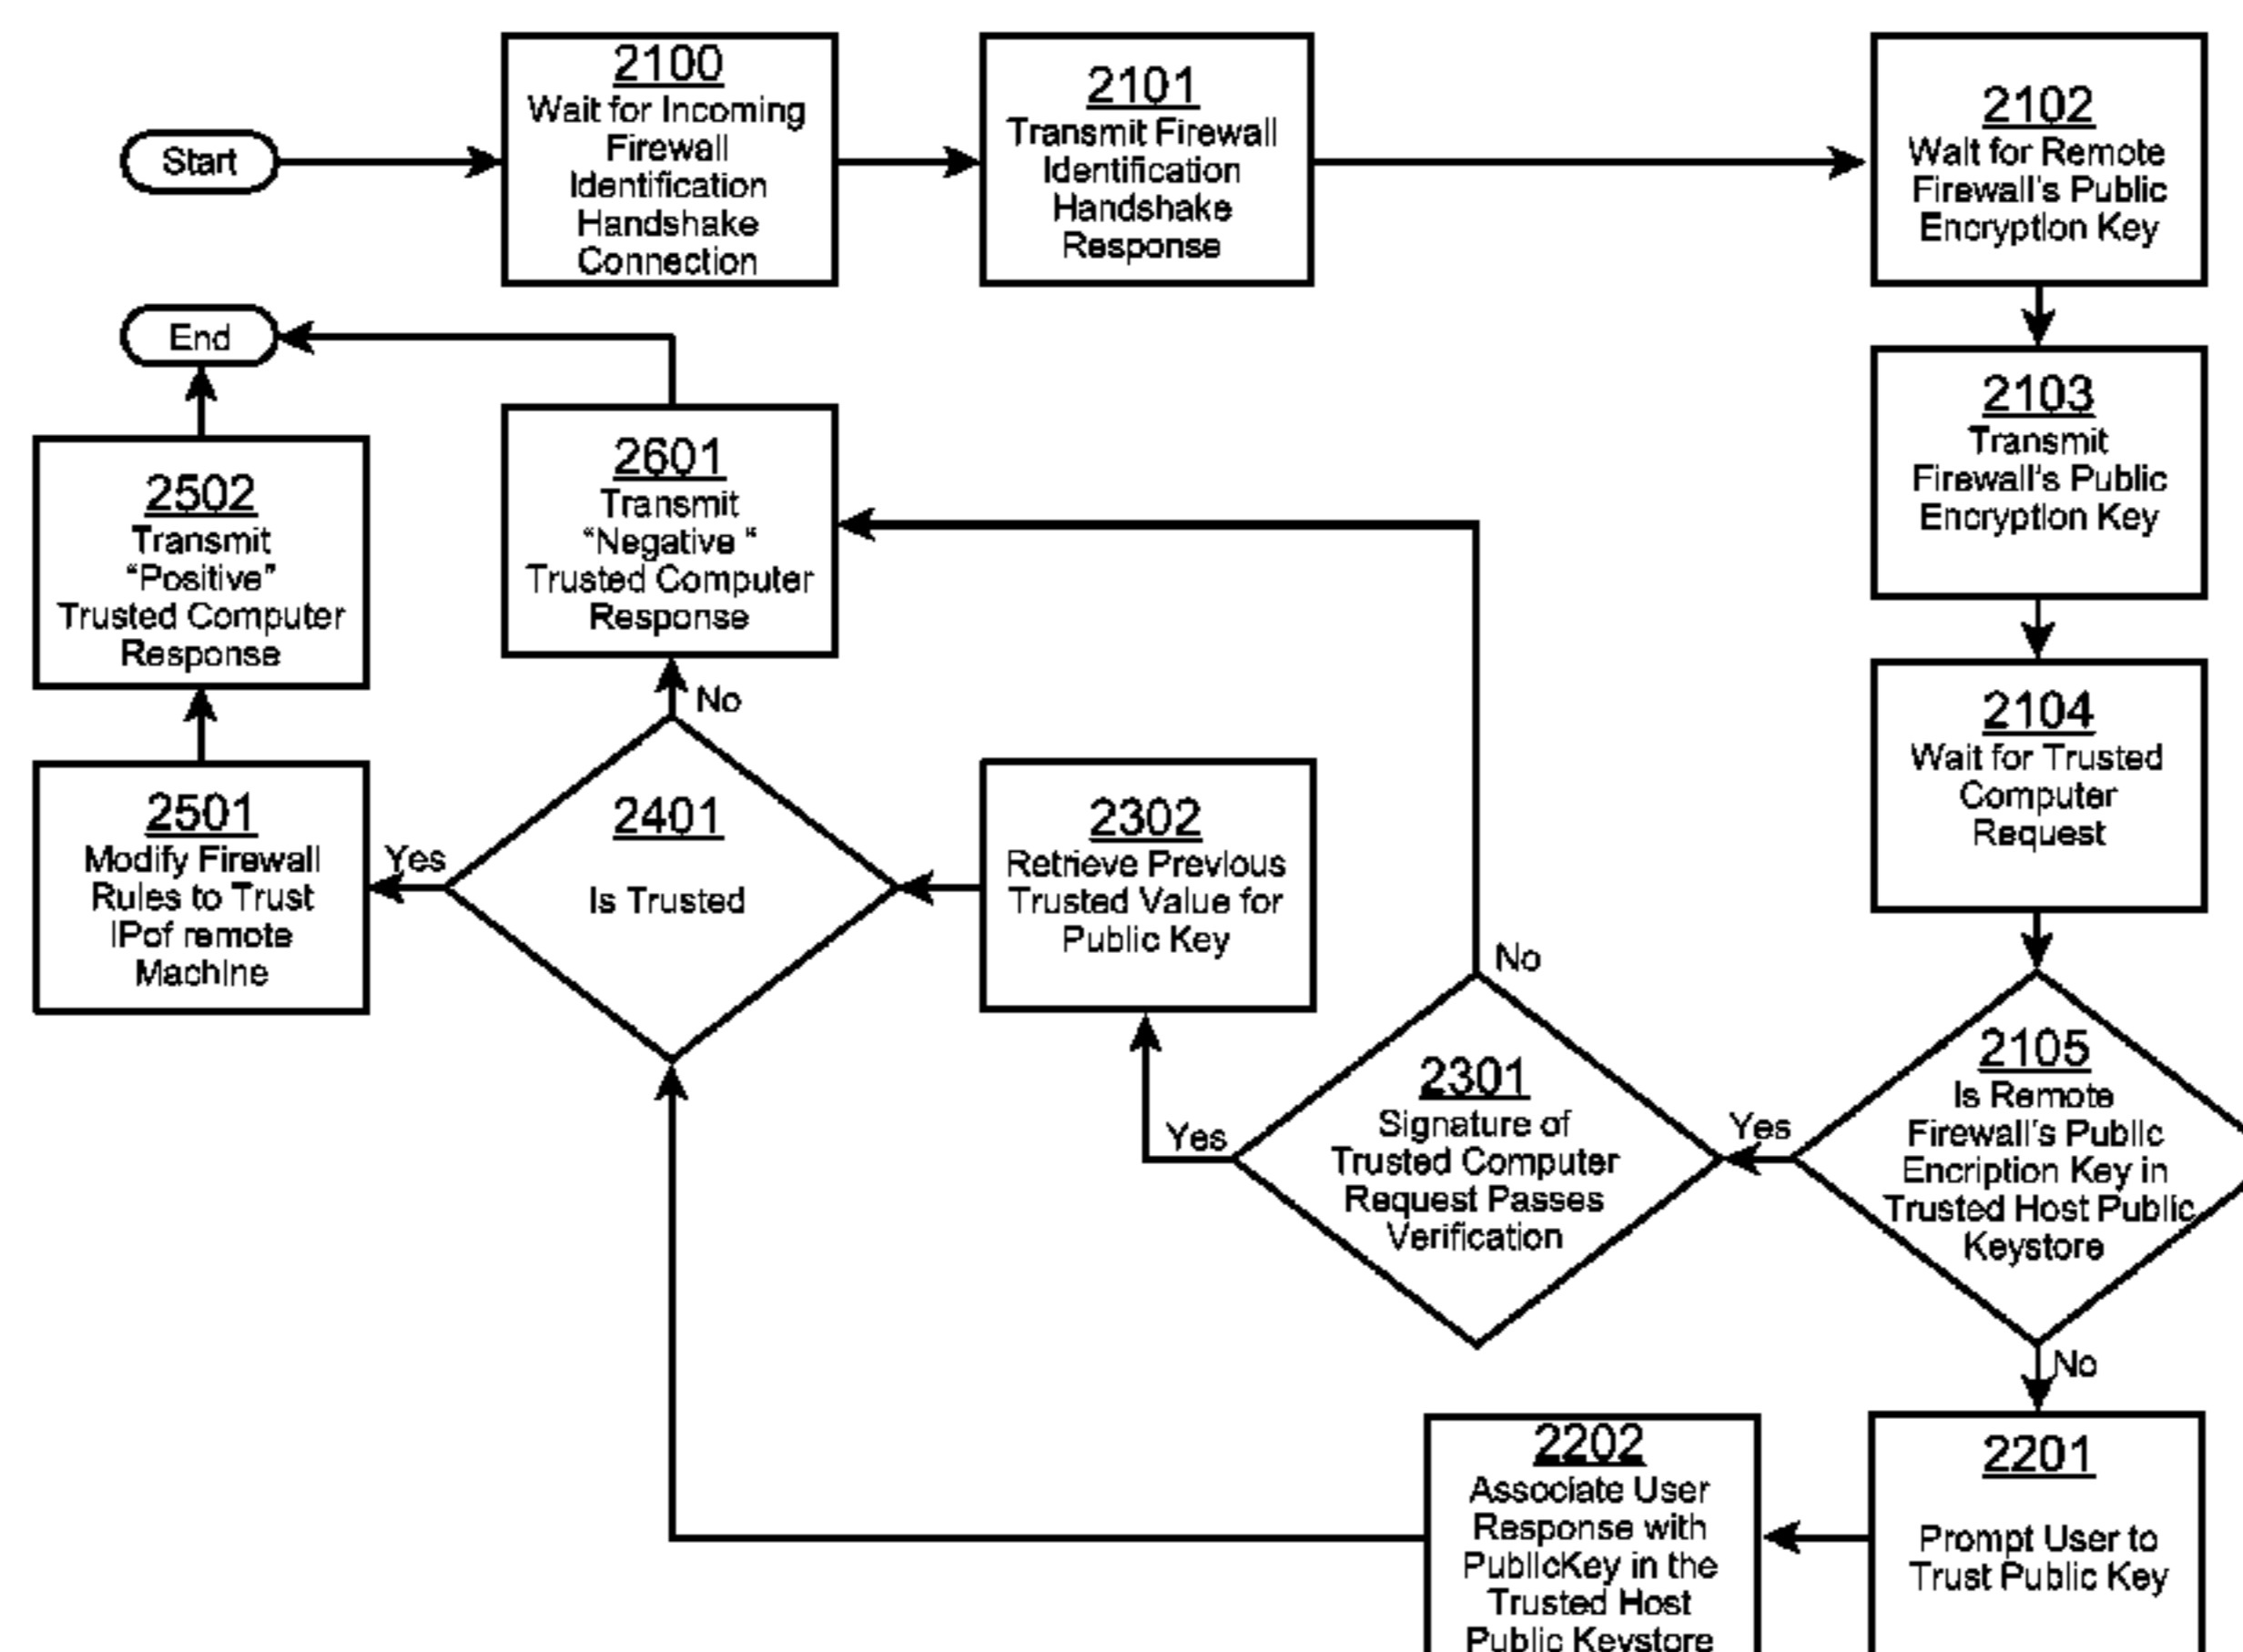 Start
2100
Wait for Incoming
Firewall
Identification
Handshake
Connection
2101
Transmit Firewall
Identification
Handshake
Response
2102
Wait for Remote
Firewall's Public
Encryption Key
End
2103
Transmit
Firewall's Public
Encryption Key
2502
Transmit
“Positive”
Trusted Computer
Response
2601
Transmit
“Negative “
Trusted Computer
Response
No
2104
Wait for Trusted
Computer
Request
2501
Modify Firewall
Rules to Trust
IPof remote
Machine
Yes
2401
Is Trusted
2302
Retrieve Previous
Trusted Value for
Public Key
No
2301
Signature of
Trusted Computer
Request Passes
Verification
Yes
Yes
2105
Is Remote
Firewall's Public
Encription Key in
Trusted Host Public
Keystore
No
2202
Associate User
Response with
PublicKey in the
Trusted Host
Public Keystore
2201
Prompt User to
Trust Public Key